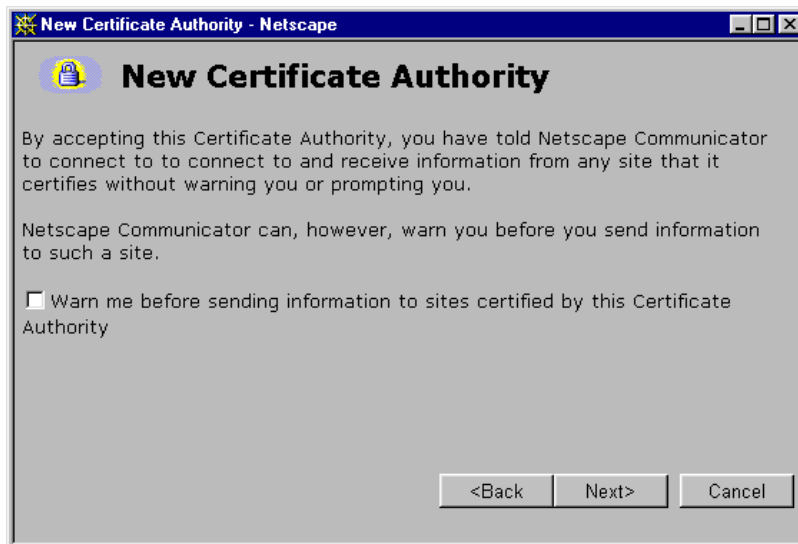 New Certificate Authority - Netscape
New Certificate Authority
By accepting this Certificate Authority, you have told Netscape Communicator
to connect to to connect to and receive information from any site that it
certifies without warning you or prompting you.
Netscape Communicator can, however, warn you before you send information
to such a site.
Warn me before sending information to sites certified by this Certificate
Authority
<Back Next> Cancel